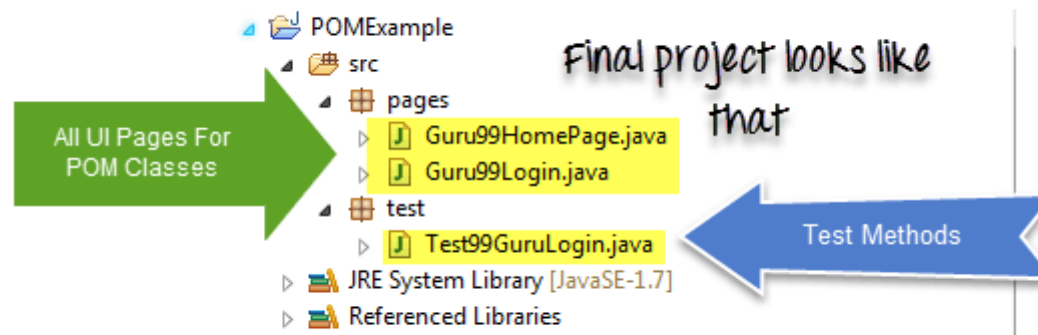 POMExample
src
Final project looks like
that
pages
All UI Pages For
POM Classes
Guru99HomePage.java
Guru99Login.java
test
Test99GuruLogin.java
Test Methods
JRE System Library [JavaSE-1.7]
Referenced Libraries